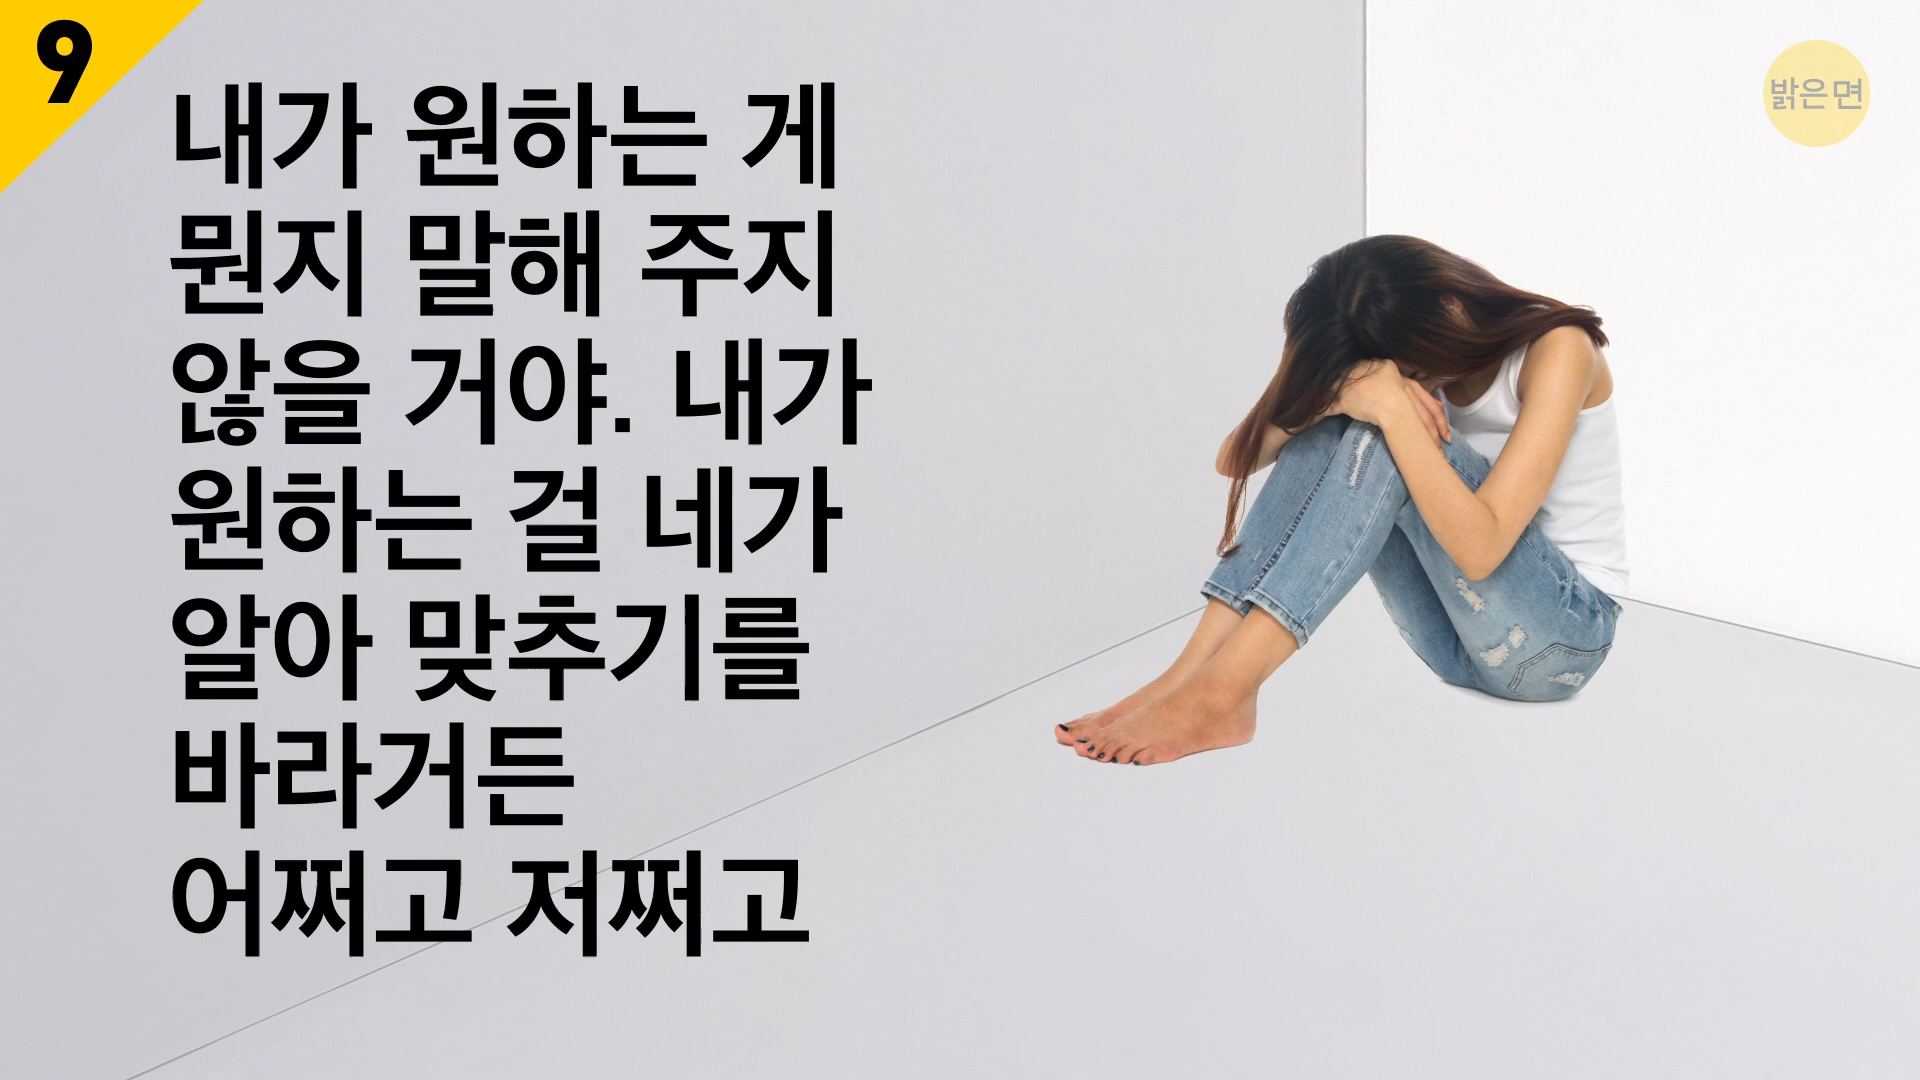 9
내가 원하는 게
뭔지 말해 주지
않을 거야. 내가
원하는 걸 네가
알아 맞추기를
바라거든
어쩌고 저쩌고
밝은면